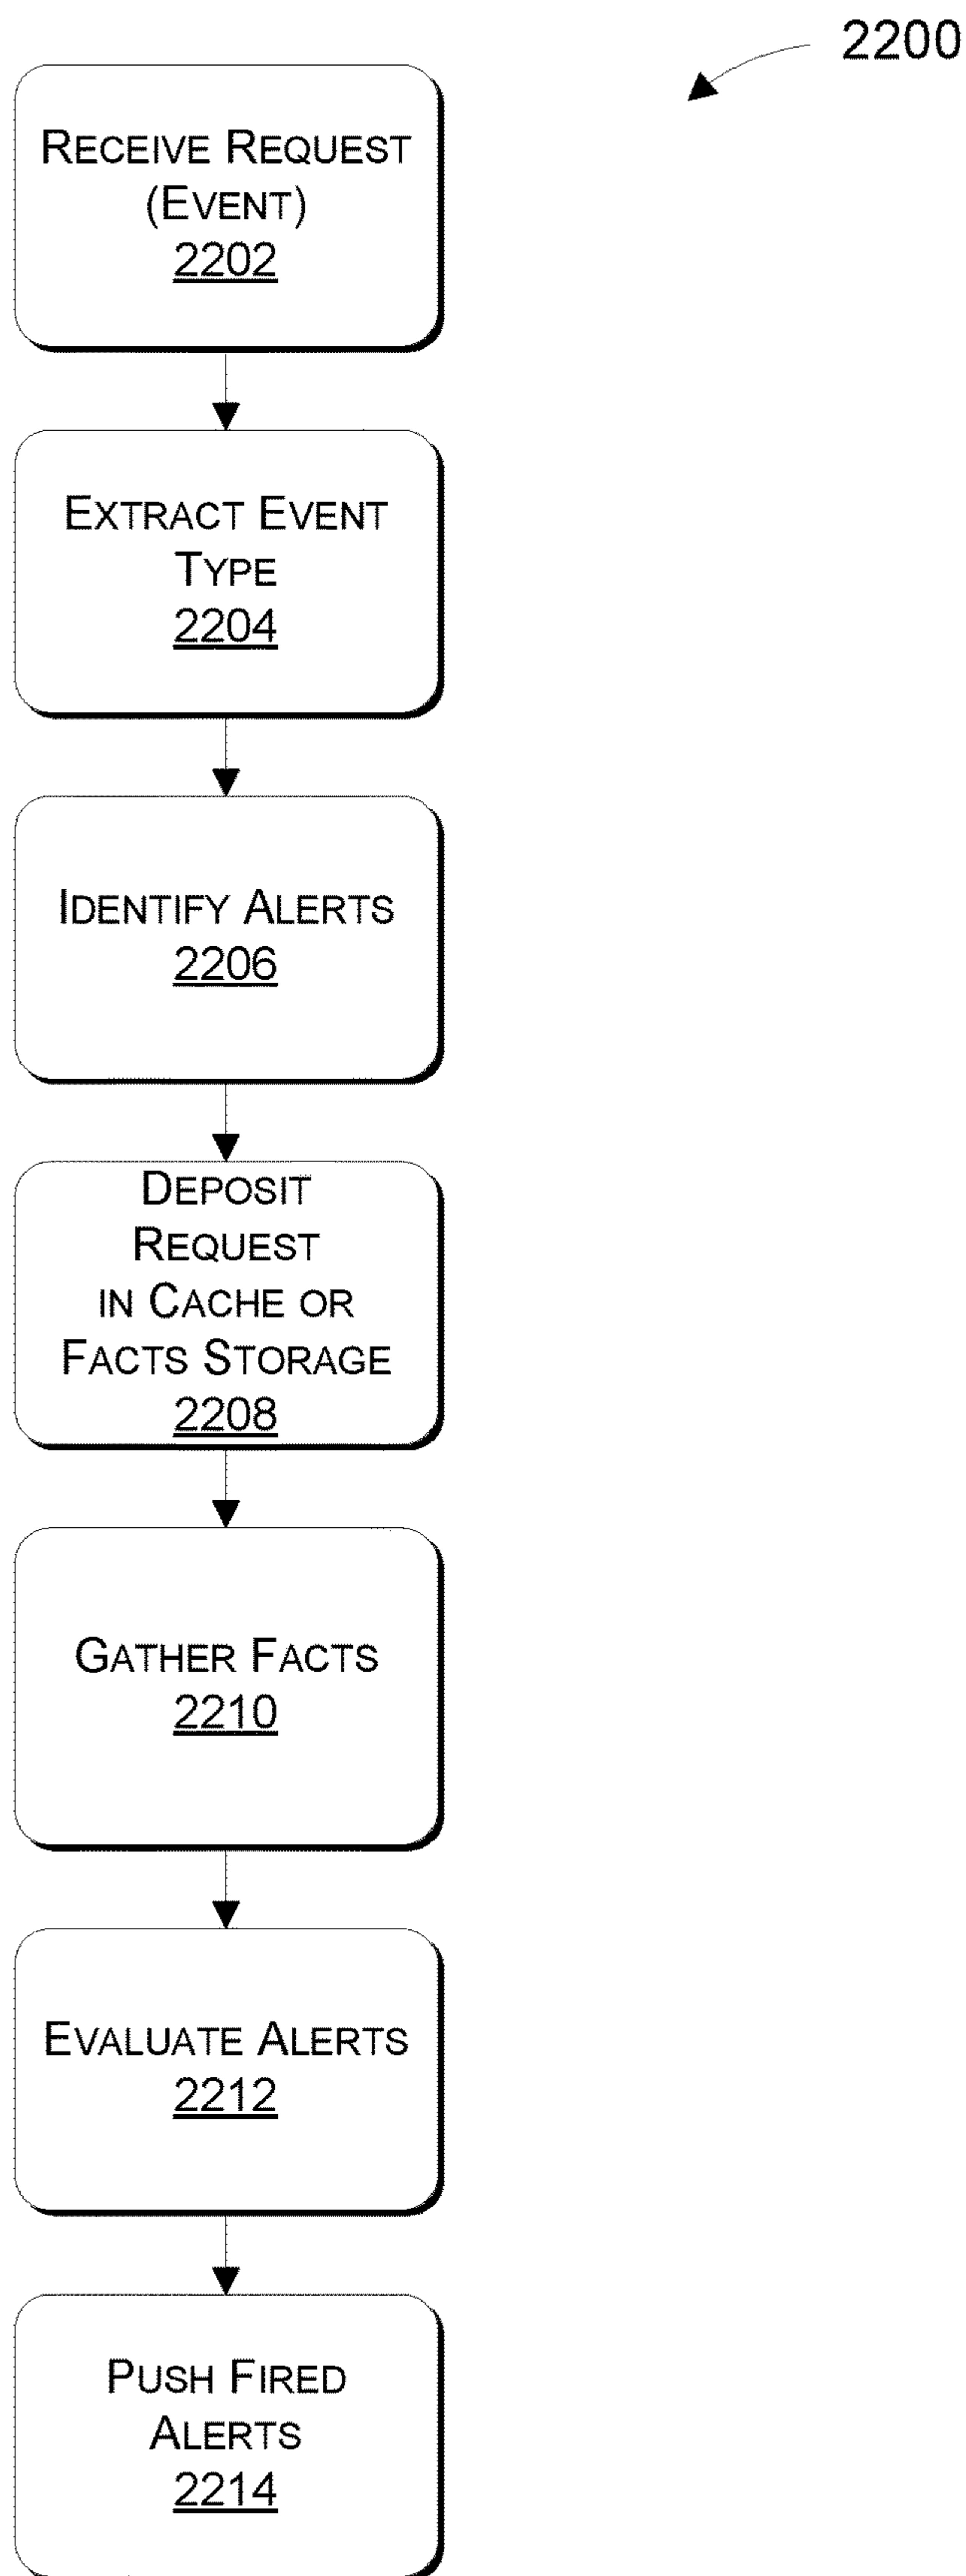 2200
RECEIVE REQUEST
(EVENT)
2202
EXTRACT EVENT
TYPE
2204
IDENTIFY ALERTS
2206
DEPOSIT
REQUEST
IN CACHE OR
FACTS STORAGE
2208
GATHER FACTS
2210
EVALUATE ALERTS
2212
PUSH FIRED
ALERTS
2214